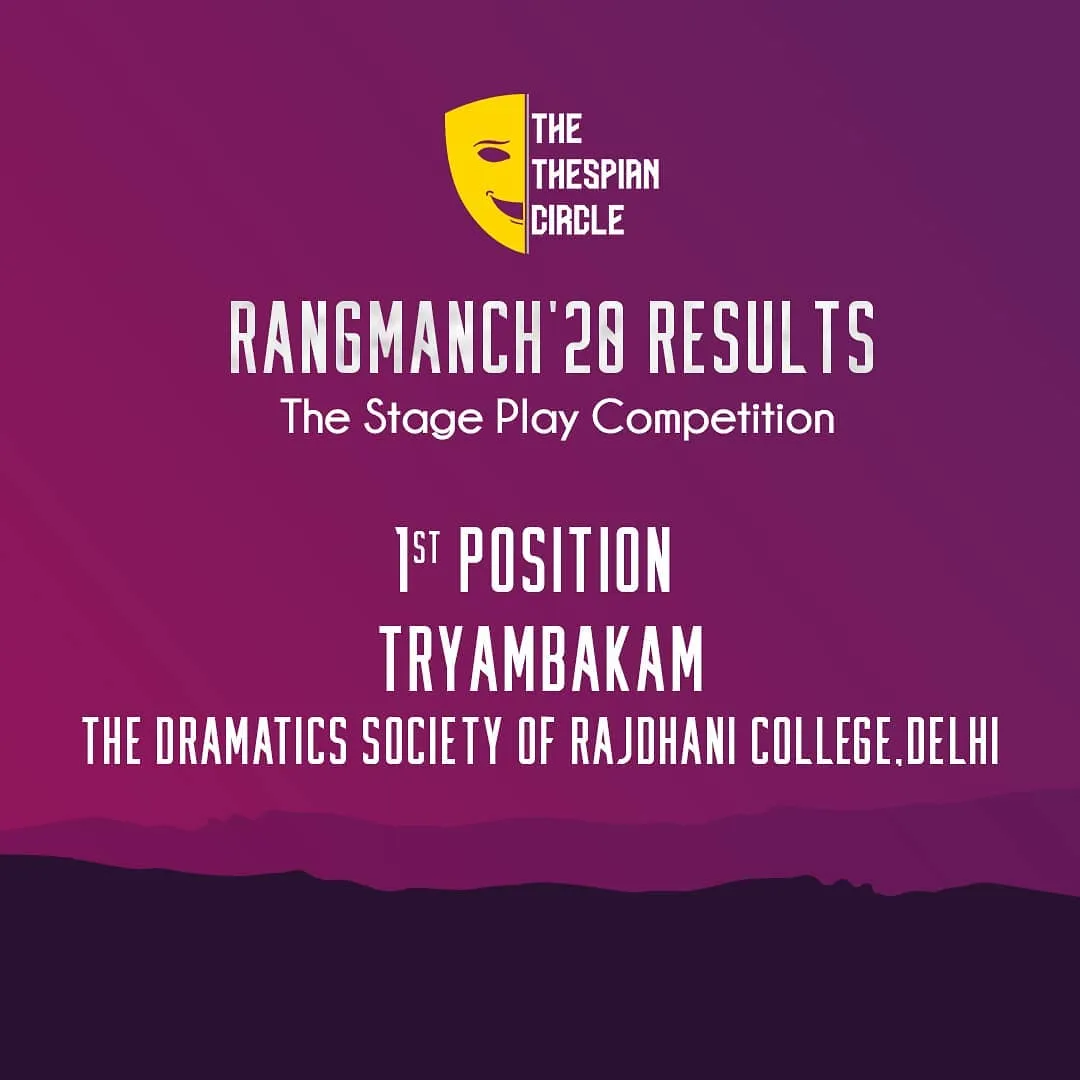 THE
THESPIAN
CIRCLE
RANGMANCH'20 RESULTS
The Stage Play Competition
1ST POSITION
TRYAMBAKAM
THE DRAMATICS SOCIETY OF RAJDHANI COLLEGE,DELHI